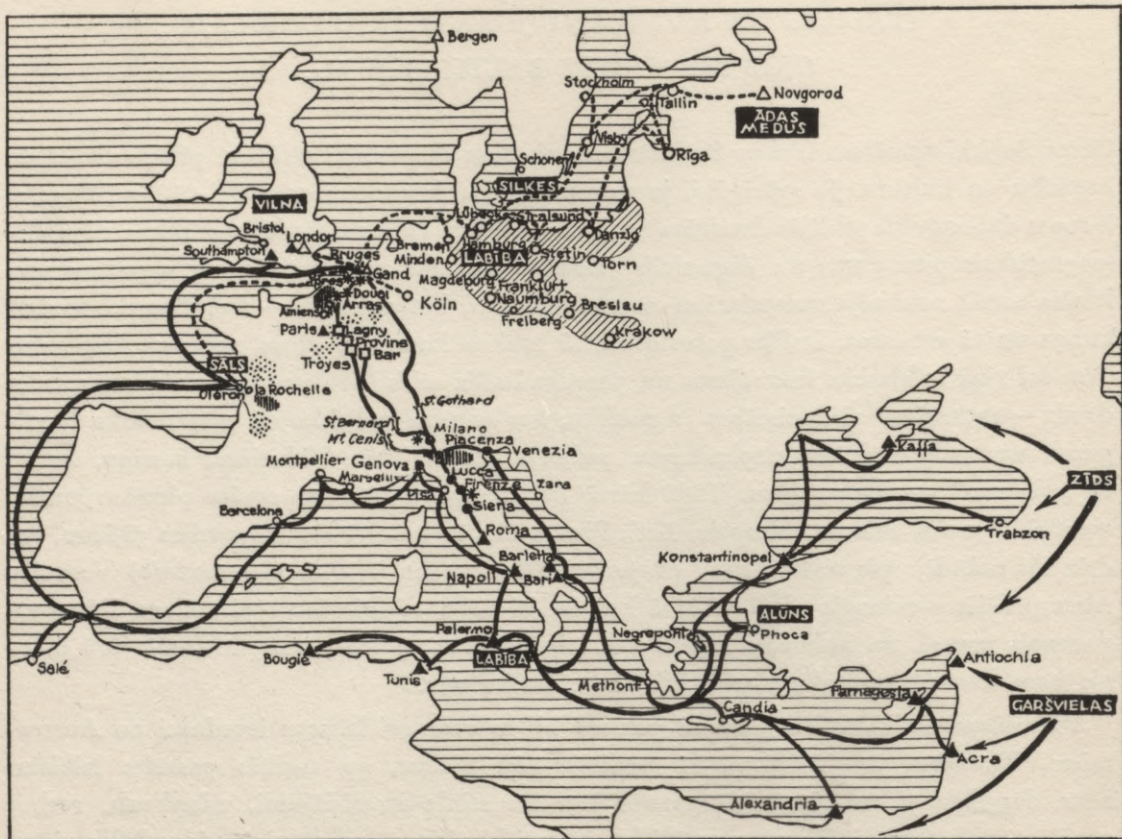 Bergen
Stockholm
Tallin
Novgorod
ĀDAS
MEDUS
Nisby
Rīga
Schonen
SILKES
VILNA
Bristol
London
Southampton
Bruges
Gand
Douai
Arras
Amiens
Lübeck
Stralsund
Danzig
Bremen
Hamburg
Stetin
Minden
LABĪBA
Torn
Magdeburg
Frankfurt
Köln
Naumburg
Breslau
Freiberg
Krakow
Paris
Lagny
Provins
Bar
Troyes
SĀLS
Oléron
la Rochelle
St.Gothard
St Bernard
Mt Cenis
Milano
Piacenza
Venezia
Montpellier
Genova
Marseille
Lucca
Firenze
Pisa
Siena
Zara
Barcelona
Roma
Barletta
Napoli
Bari
Kaffa
ZĪDS
Trabzon
Konstantinopel
ALŪNS
Phoca
Negrepont
Palermo
LABĪBA
Salé
Bougie
Tunis
Methoni
Candia
Antiochia
Famagosta
GARŠVIELAS
Acra
Alexandria